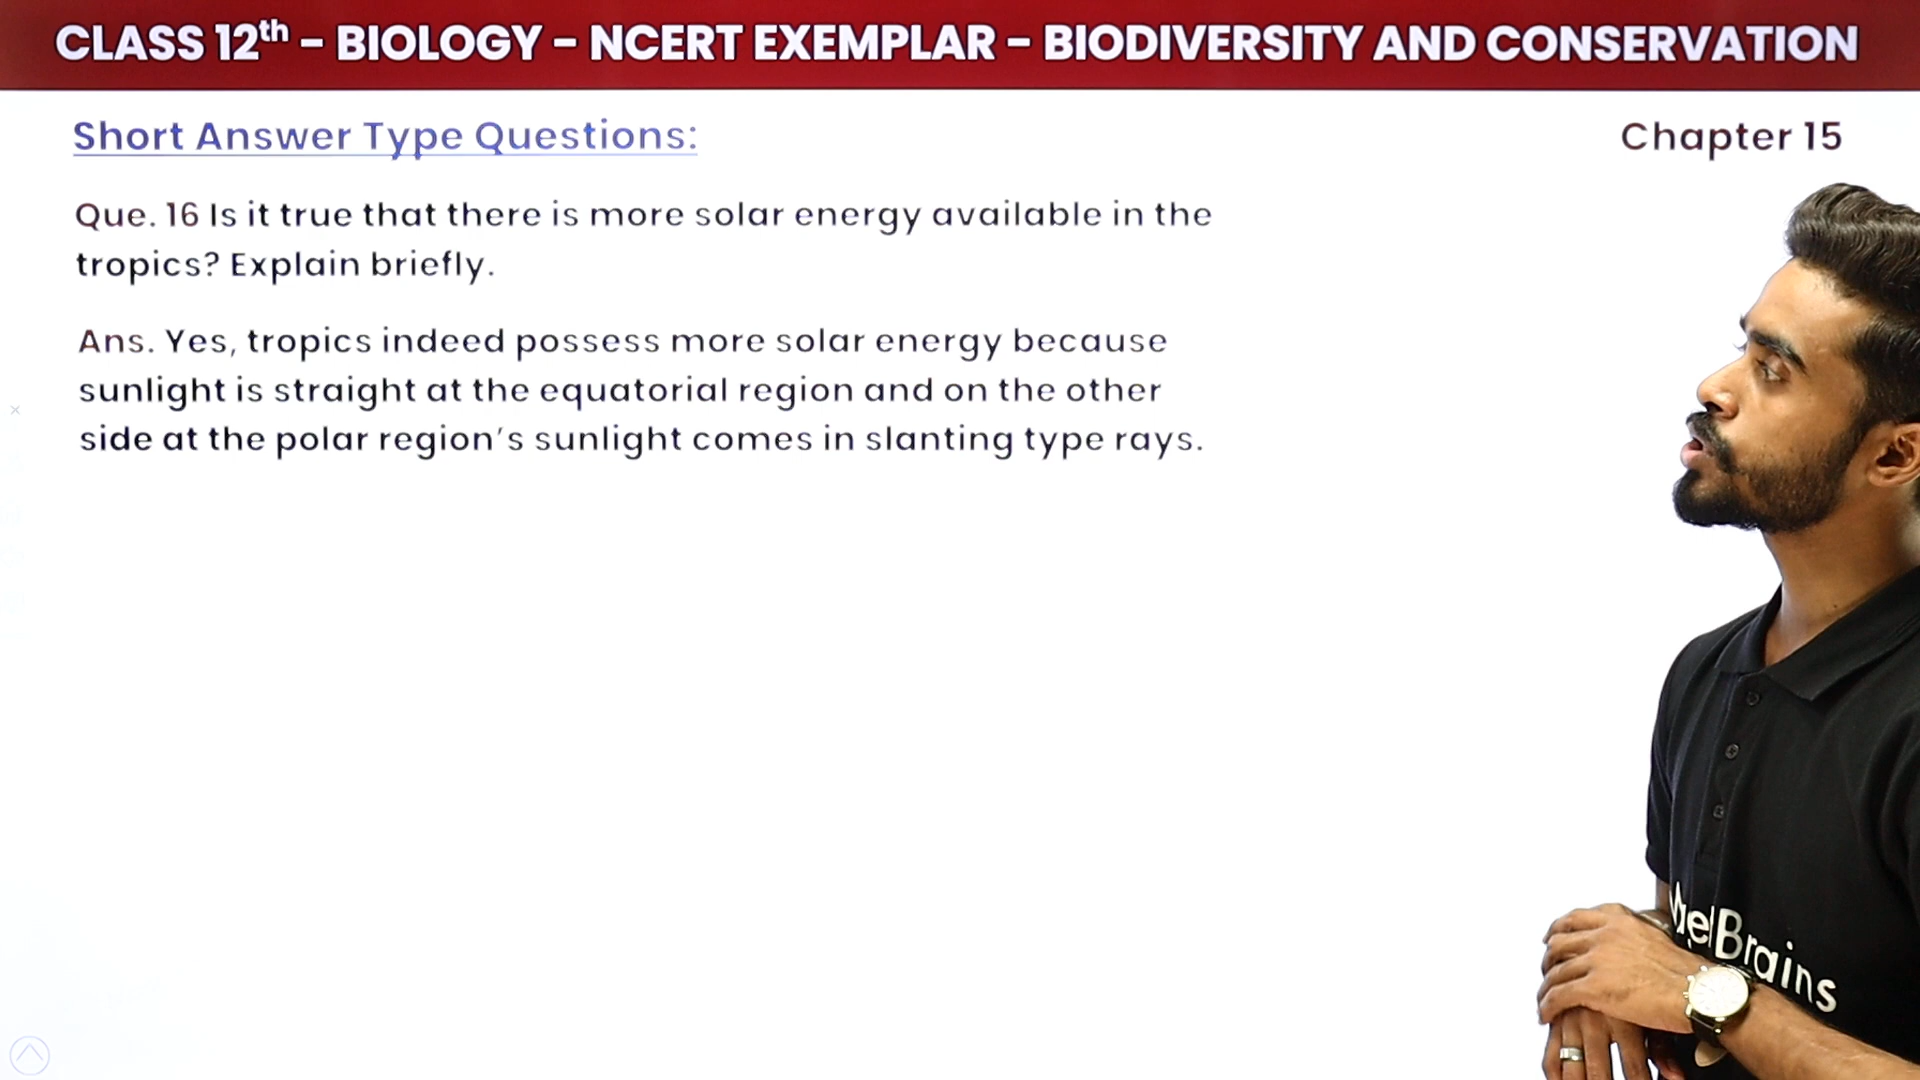 CLASS 12th – BIOLOGY – NCERT EXEMPLAR – BIODIVERSITY AND CONSERVATION
Short Answer Type Questions:
Chapter 15
Que. 16 Is it true that there is more solar energy available in the
tropics? Explain briefly.
Ans. Yes, tropics indeed possess more solar energy because
sunlight is straight at the equatorial region and on the other
side at the polar region's sunlight comes in slanting type rays.
Brains